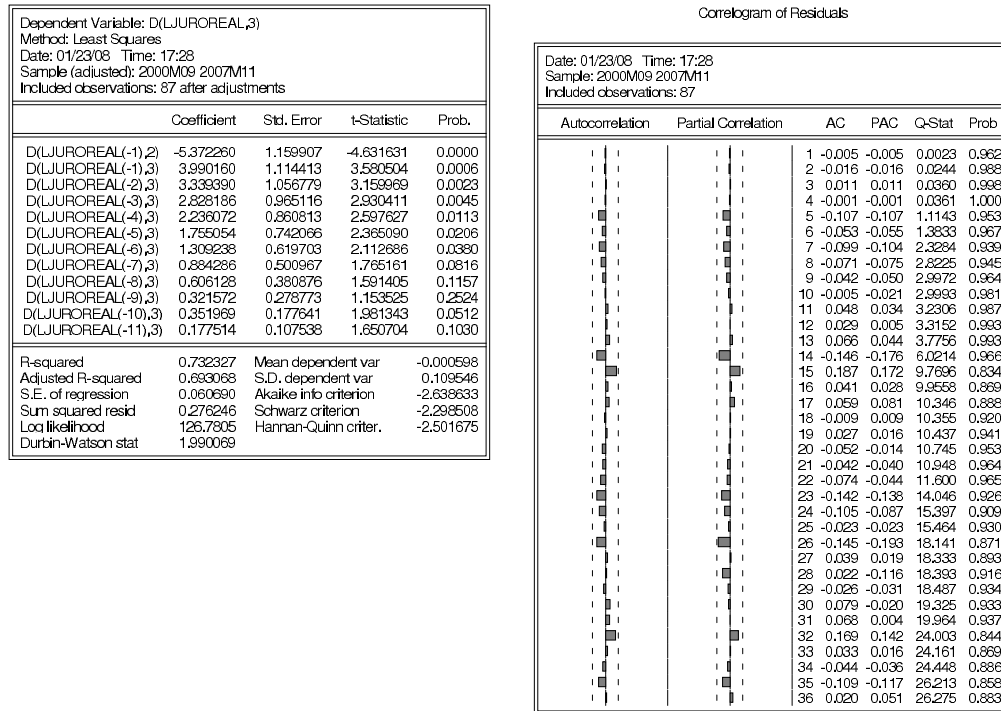 Dependent Variable: D(LJUROREAL,3)
Method: Least Squares
Date: 01/23/08 Time: 17:28
Sample (adjusted): 2000M09 2007M11
Included observations: 87 after adjustments
Coefficient Std. Error t-Statistic Prob.
D(LJUROREAL(-1),2) -5.372260 1.159907 -4.631631 0.0000
D(LJUROREAL(-1),3) 3.990160 1.114413 3.580504 0.0006
D(LJUROREAL(-2),3) 3.339390 1.056779 3.159969 0.0023
D(LJUROREAL(-3),3) 2.828186 0.965116 2.930411 0.0045
D(LJUROREAL(-4),3) 2.236072 0.860813 2.597627 0.0113
D(LJUROREAL(-5),3) 1.755054 0.742066 2.365090 0.0206
D(LJUROREAL(-6),3) 1.309238 0.619703 2.112686 0.0380
D(LJUROREAL(-7),3) 0.884286 0.500967 1.765161 0.0816
D(LJUROREAL(-8),3) 0.606128 0.380876 1.591405 0.1157
D(LJUROREAL(-9),3) 0.321572 0.278773 1.153525 0.2524
D(LJUROREAL(-10),3) 0.351969 0.177641 1.981343 0.0512
D(LJUROREAL(-11),3) 0.177514 0.107538 1.650704 0.1030
R-squared 0.732327 Mean dependent var -0.000598
Adjusted R-squared 0.693068 S.D. dependent var 0.109546
S.E. of regression 0.060690 Akaike info criterion -2.638633
Sum squared resid 0.276246 Schwarz criterion -2.298508
Log likelihood 126.7805 Hannan-Quinn criter. -2.501675
Durbin-Watson stat 1.990069
Correlogram of Residuals
Date: 01/23/08 Time: 17:28
Sample: 2000M09 2007M11
Included observations: 87
Autocorrelation Partial Correlation AC PAC Q-Stat Prob
1 -0.005 -0.005 0.0023 0.962
2 -0.016 -0.016 0.0244 0.988
3 0.011 0.011 0.0360 0.998
4 -0.001 -0.001 0.0361 1.000
5 -0.107 -0.107 1.1143 0.953
6 -0.053 -0.055 1.3833 0.967
7 -0.099 -0.104 2.3284 0.939
8 -0.071 -0.075 2.8225 0.945
9 -0.042 -0.050 2.9972 0.964
10 -0.005 -0.021 2.9993 0.981
11 0.048 0.034 3.2306 0.987
12 0.029 0.005 3.3152 0.993
13 0.066 0.044 3.7756 0.993
14 -0.146 -0.176 6.0214 0.966
15 0.187 0.172 9.7696 0.834
16 0.041 0.028 9.9558 0.869
17 0.059 0.081 10.346 0.888
18 -0.009 0.009 10.355 0.920
19 0.027 0.016 10.437 0.941
20 -0.052 -0.014 10.745 0.953
21 -0.042 -0.040 10.948 0.964
22 -0.074 -0.044 11.600 0.965
23 -0.142 -0.138 14.046 0.926
24 -0.105 -0.087 15.397 0.909
25 -0.023 -0.023 15.464 0.930
26 -0.145 -0.193 18.141 0.871
27 0.039 0.019 18.333 0.893
28 0.022 -0.116 18.393 0.916
29 -0.026 -0.031 18.487 0.934
30 0.079 -0.020 19.325 0.933
31 0.068 0.004 19.964 0.937
32 0.169 0.142 24.003 0.844
33 0.033 0.016 24.161 0.869
34 -0.044 -0.036 24.448 0.886
35 -0.109 -0.117 26.213 0.858
36 0.020 0.051 26.275 0.883